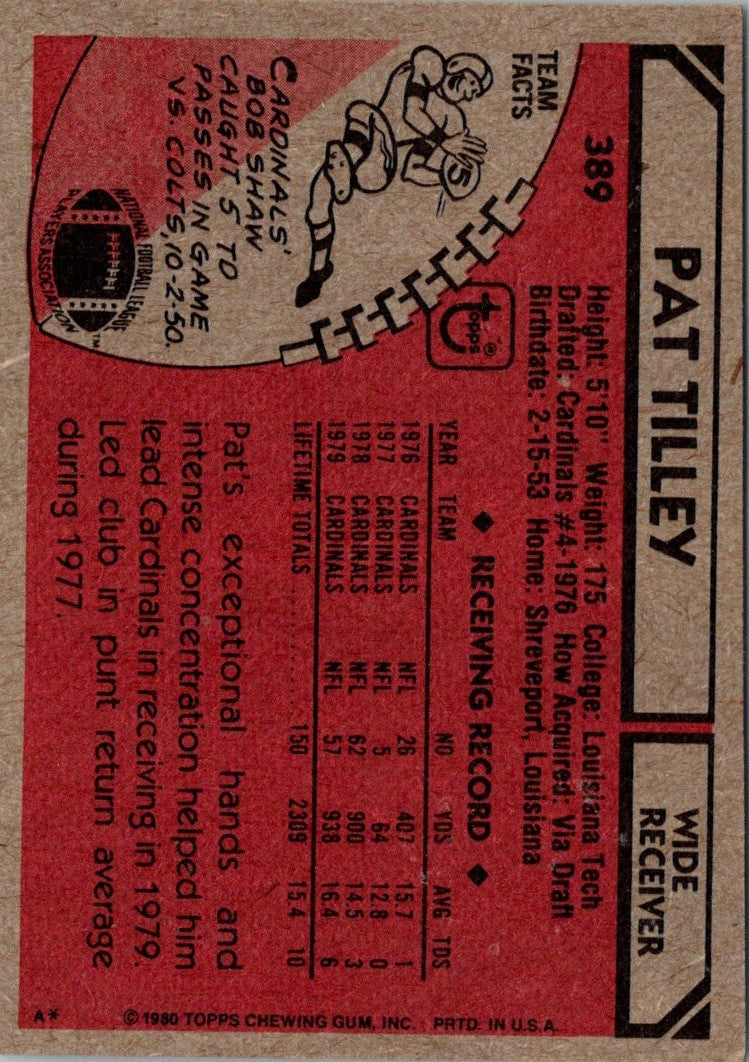 PAT TILLEY
WIDE
RECEIVER
389
Height: 5'10" Weight: 175 College: Louisiana Tech
Drafted: Cardinals #4-1976 How Acquired: Via Draft
Birthdate: 2-15-53 Home: Shreveport, Louisiana
TEAM
FACTS
CARDINALS'
BOB SHAW
CAUGHT 5 TD
PASSES IN GAME
VS. COLTS, 10-2-50.
NATIONAL FOOTBALL LEAGUE
PLAYERS ASSOCIATION
™
topps®
◆ RECEIVING RECORD ◆
YEAR TEAM NO YDS AVG TDS
1976 CARDINALS NFL 26 407 15.7 1
1977 CARDINALS NFL 5 64 12.8 0
1978 CARDINALS NFL 62 900 14.5 3
1979 CARDINALS NFL 57 938 16.4 6
LIFETIME TOTALS .......... 150 2309 15.4 10
Pat's exceptional hands and
intense concentration helped him
lead Cardinals in receiving in 1979.
Led club in punt return average
during 1977.
A* © 1980 TOPPS CHEWING GUM, INC. PRTD. IN U.S.A.